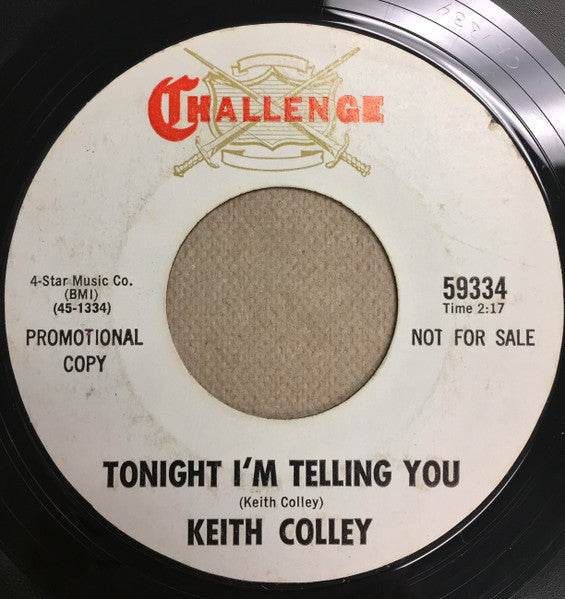 CHALLENGE
4-Star Music Co.
(BMI)
(45-1334)
PROMOTIONAL
COPY
59334
Time 2:17
NOT FOR SALE
TONIGHT I'M TELLING YOU
(Keith Colley)
KEITH COLLEY